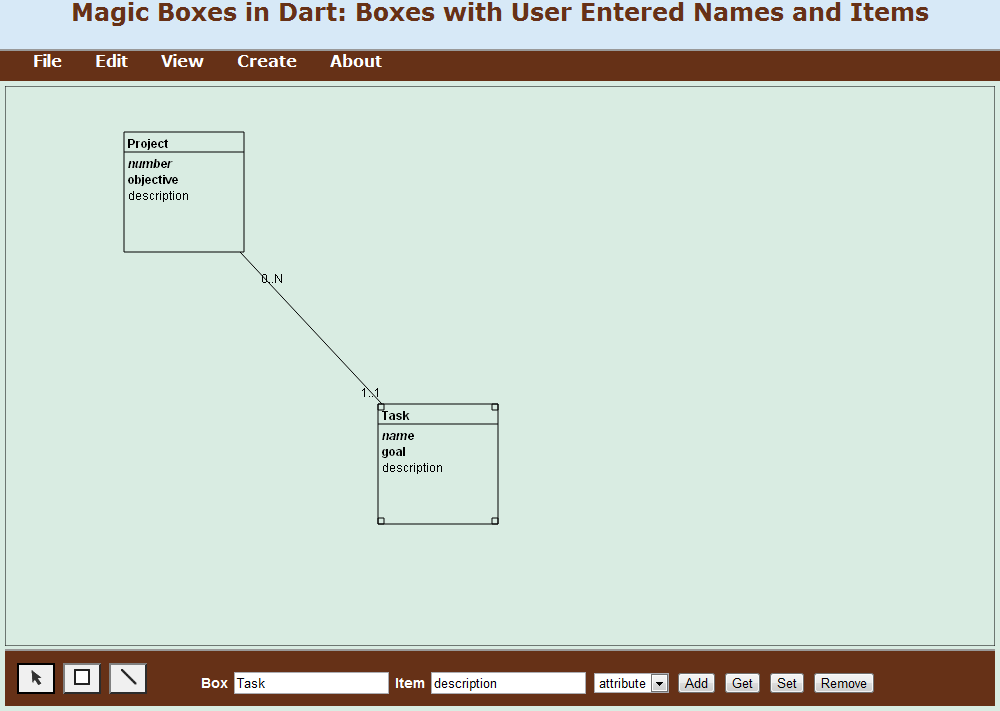 Magic Boxes in Dart: Boxes with User Entered Names and Items
File Edit View Create About
Project
number
objective
description
0..N
1..1
Task
name
goal
description
Box Task Item description attribute Add Get Set Remove